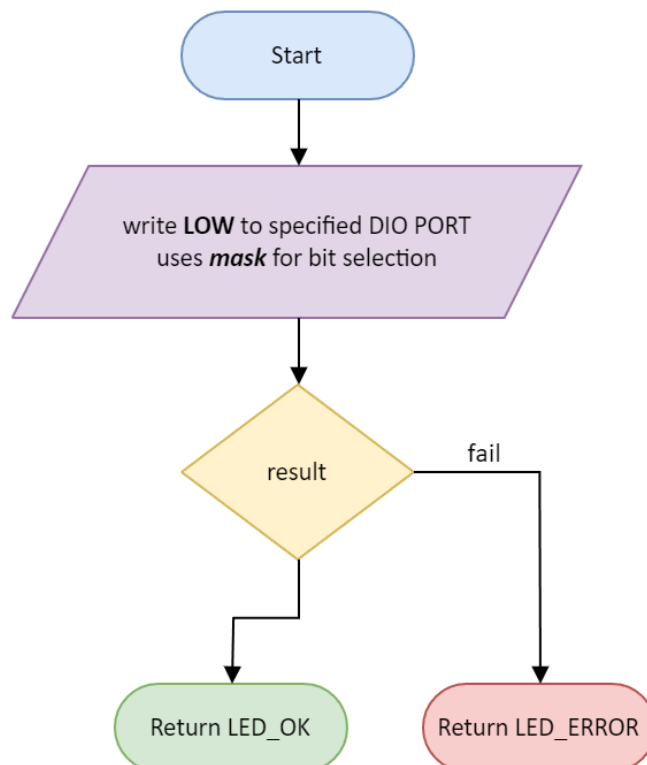 Start
write LOW to specified DIO PORT
uses mask for bit selection
result
fail
Return LED_OK
Return LED_ERROR